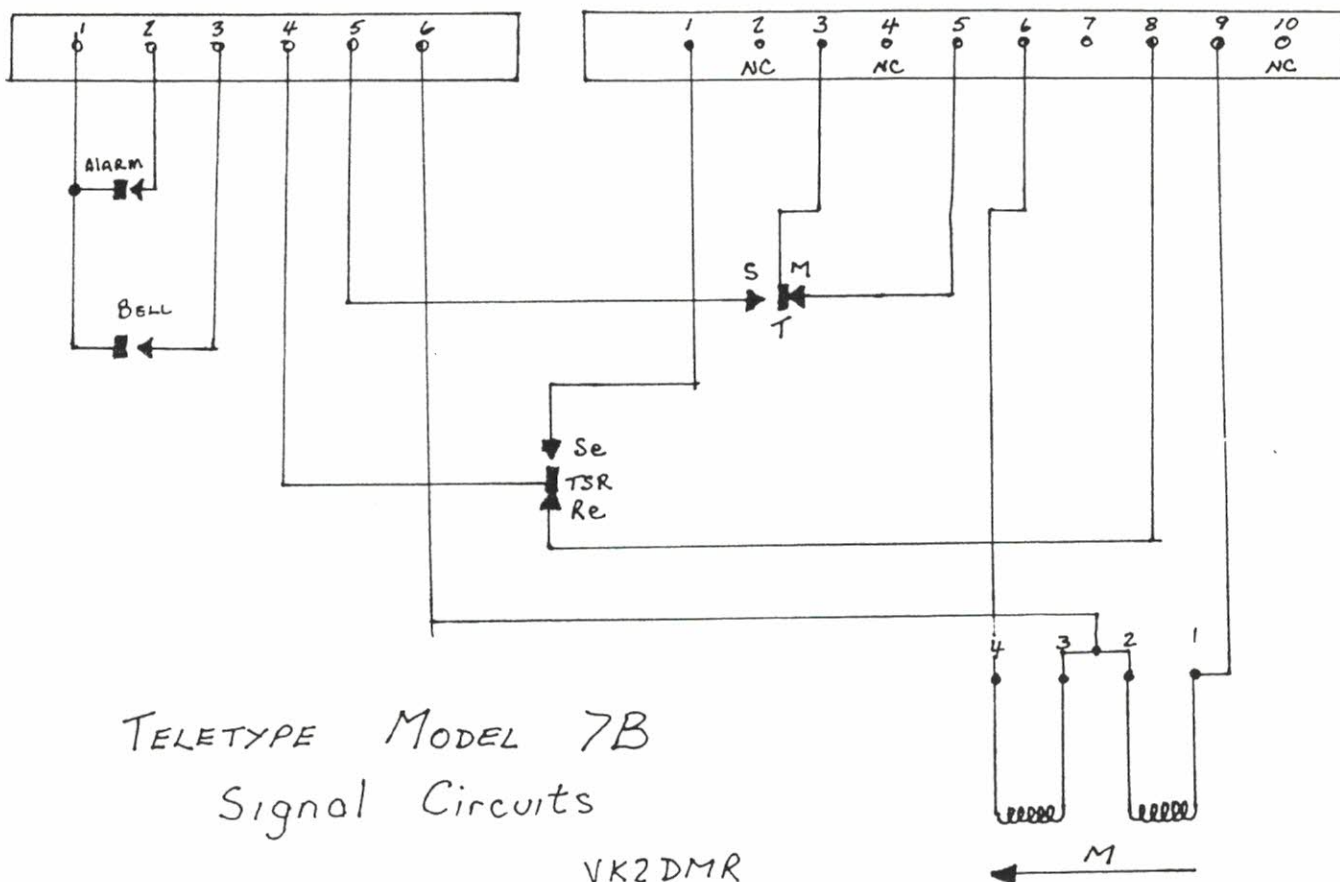 1 2 3 4 5 6
1 2 3 4 5 6 7 8 9 10
NC NC NC
Alarm
S M
T
Bell
Se
TSR
Re
4 3 2 1
TELETYPE MODEL 7B
Signal Circuits
VK2DMR
M